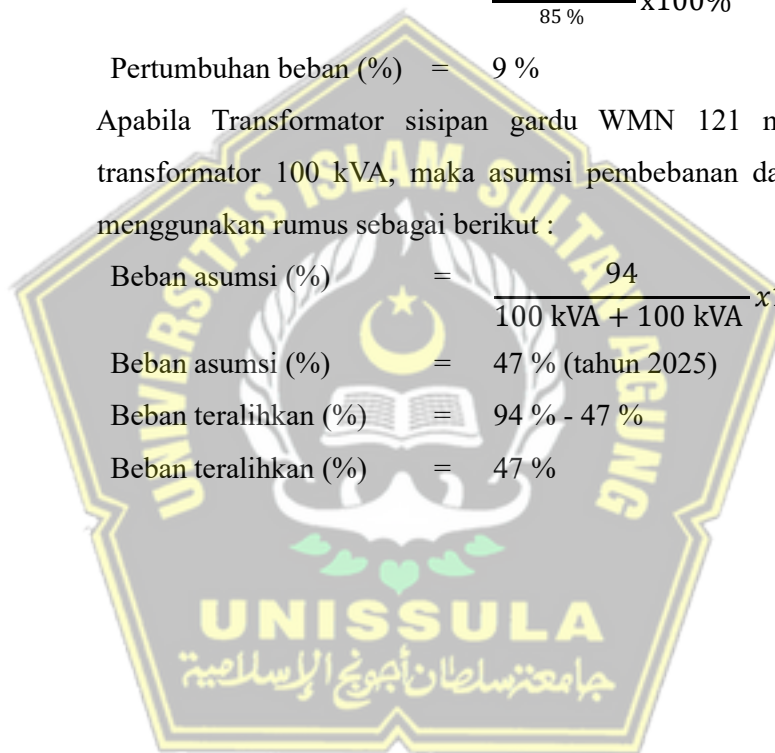 x100%
85 %
Pertumbuhan beban (%) = 9 %
Apabila Transformator sisipan gardu WMN 121
transformator 100 kVA, maka asumsi pembebanan
menggunakan rumus sebagai berikut :
Beban asumsi (%) = 94
100 kVA + 100 kVA
Beban asumsi (%) = 47 % (tahun 2025)
Beban teralihkan (%) = 94 % - 47 %
Beban teralihkan (%) = 47 %
UNIVERSITAS ISLAM SULTAN AGUNG
UNISSULA
جامعة سلطان أجونج الإسلامية